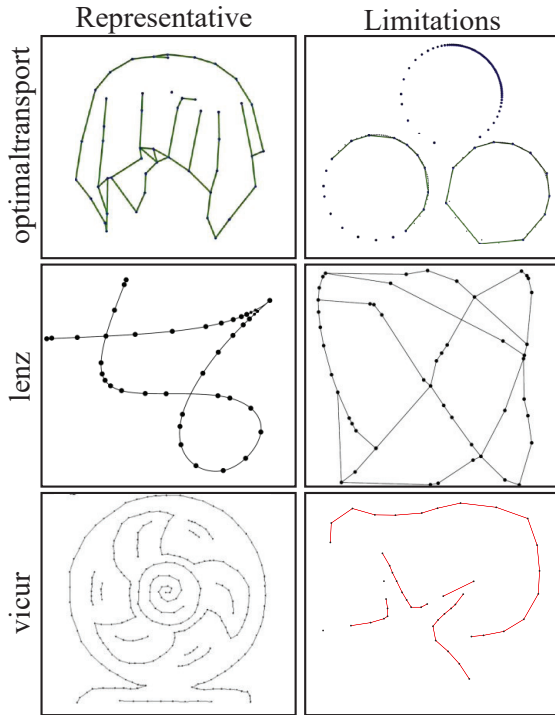 Representative
Limitations
optimaltransport
lenz
vicur